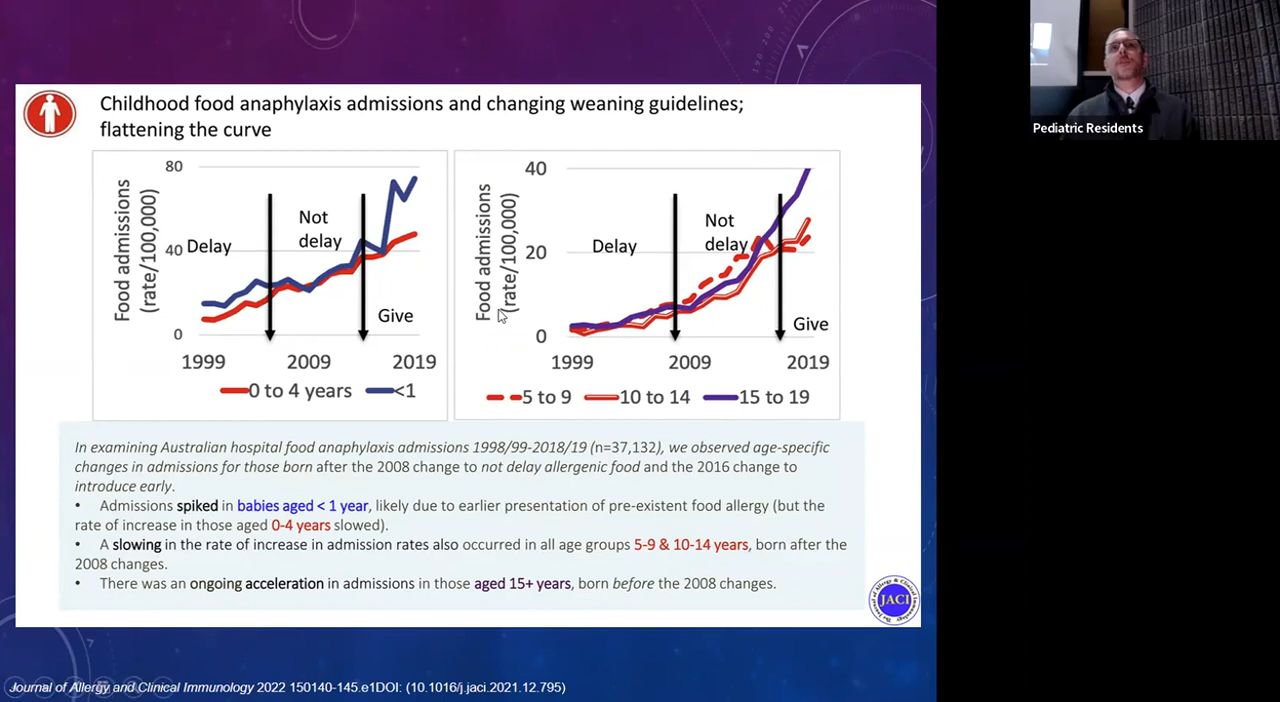 Childhood food anaphylaxis admissions and changing weaning guidelines;
flattening the curve
Food admissions
(rate/100,000)
80
40
0
Delay
Not
delay
Give
1999
2009
2019
0 to 4 years
<1
Food admissions
(rate/100,000)
40
20
0
Delay
Not
delay
Give
1999
2009
2019
5 to 9
10 to 14
15 to 19
In examining Australian hospital food anaphylaxis admissions 1998/99-2018/19 (n=37,132), we observed age-specific
changes in admissions for those born after the 2008 change to not delay allergenic food and the 2016 change to
introduce early.
• Admissions spiked in babies aged < 1 year, likely due to earlier presentation of pre-existent food allergy (but the
rate of increase in those aged 0-4 years slowed).
• A slowing in the rate of increase in admission rates also occurred in all age groups 5-9 & 10-14 years, born after the
2008 changes.
• There was an ongoing acceleration in admissions in those aged 15+ years, born before the 2008 changes.
JACI
Journal of Allergy and Clinical Immunology 2022 150140-145.e1DOI: (10.1016/j.jaci.2021.12.795)
Pediatric Residents